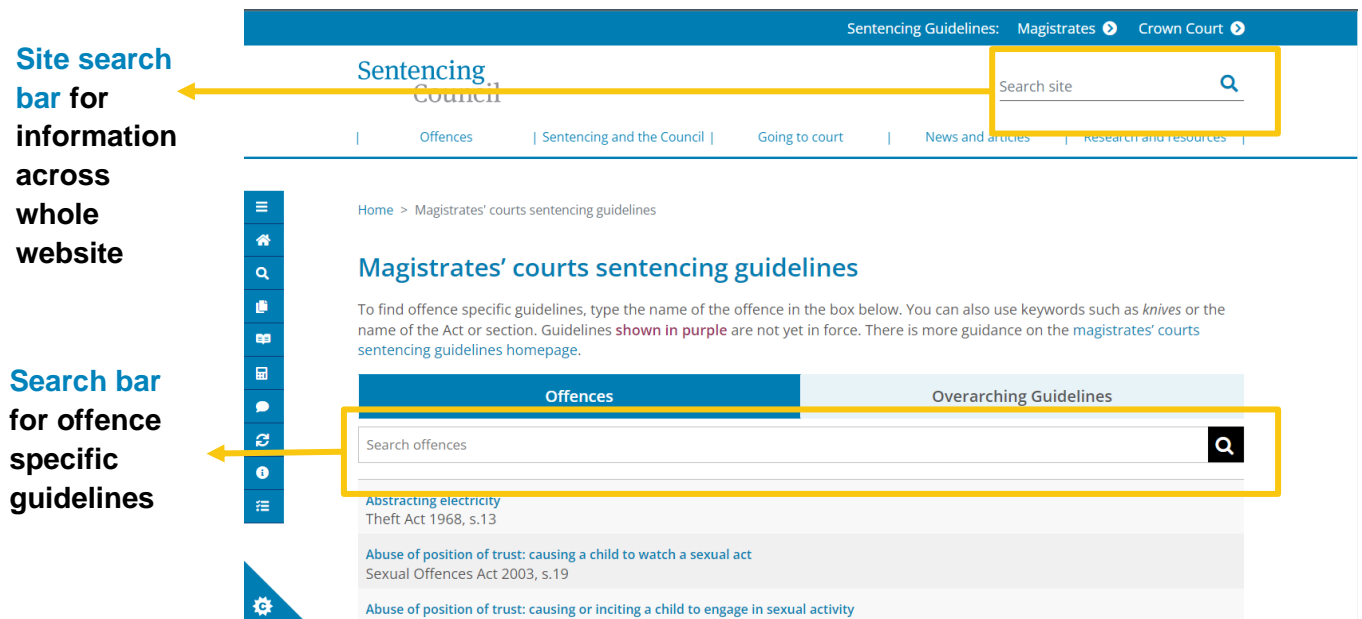 Sentencing Guidelines: Magistrates Crown Court
Site search
bar for
information
across
whole
website
Sentencing
Council
Search site
| Offences | Sentencing and the Council | Going to court | News and articles | Research and resources |
Home > Magistrates' courts sentencing guidelines
Magistrates' courts sentencing guidelines
To find offence specific guidelines, type the name of the offence in the box below. You can also use keywords such as knives or the
name of the Act or section. Guidelines shown in purple are not yet in force. There is more guidance on the magistrates' courts
sentencing guidelines homepage.
Search bar
for offence
specific
guidelines
Offences Overarching Guidelines
Search offences
Abstracting electricity
Theft Act 1968, s.13
Abuse of position of trust: causing a child to watch a sexual act
Sexual Offences Act 2003, s.19
Abuse of position of trust: causing or inciting a child to engage in sexual activity